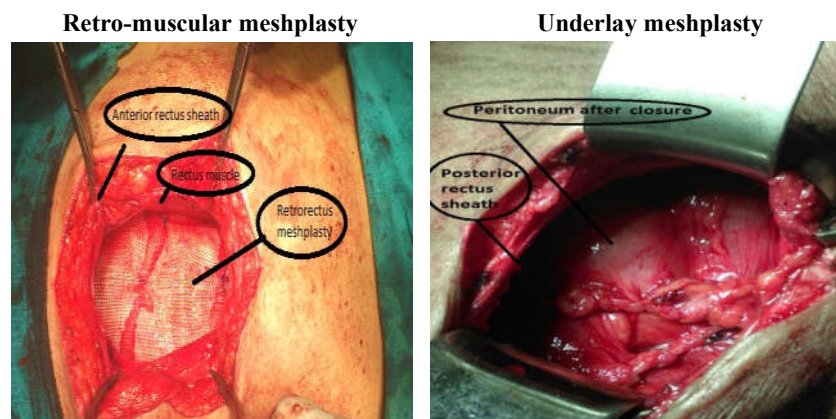 Retro-muscular meshplasty
Underlay meshplasty
Anterior rectus sheath
Rectus muscle
Retrorectus
meshplasty
Peritoneum after closure
Posterior
rectus
sheath